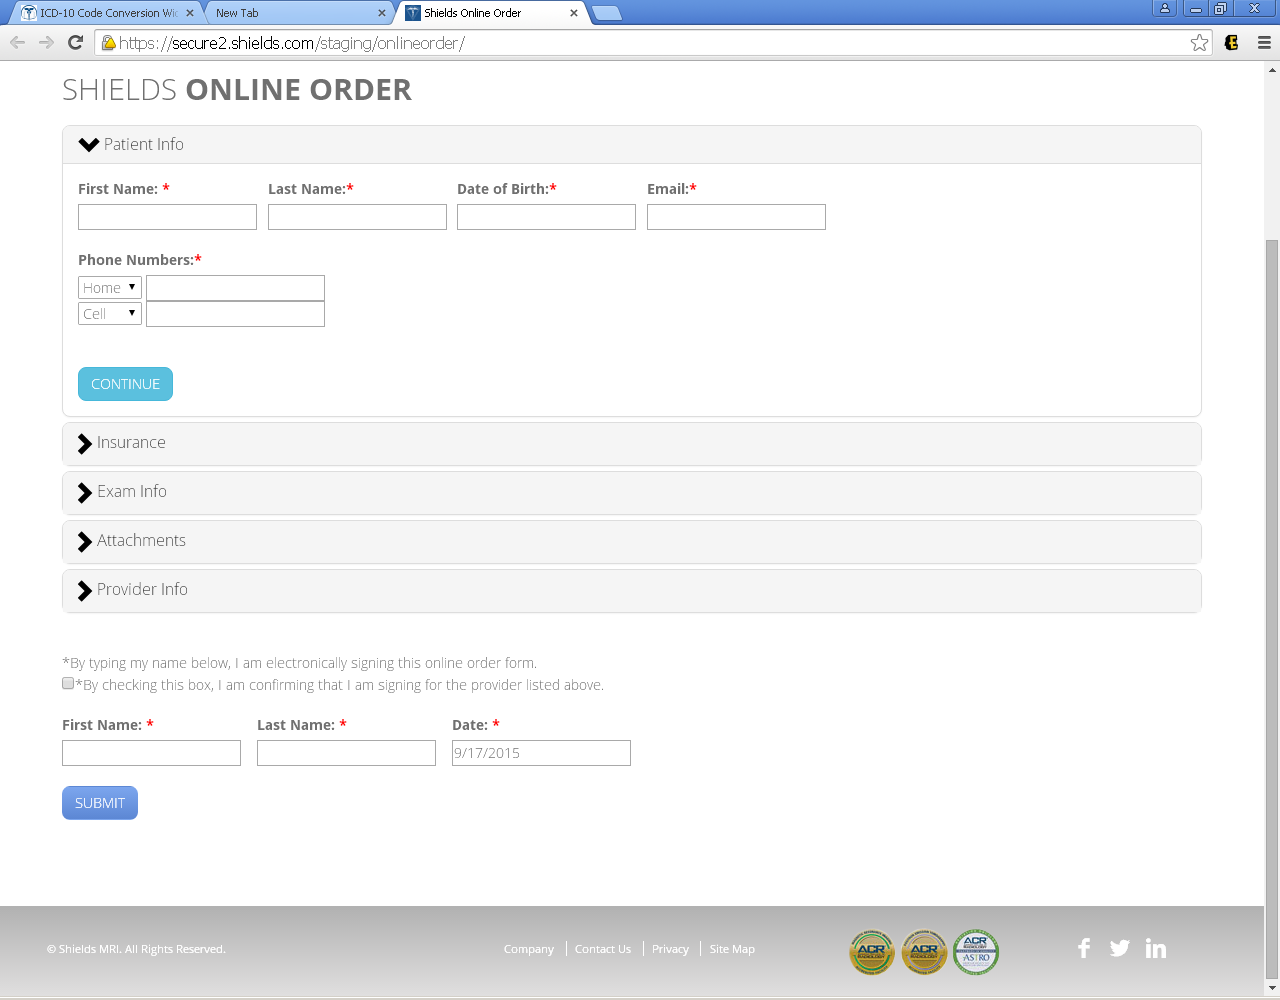 ICD-10 Code Conversion Wid
New Tab
Shields Online Order
https://secure2.shields.com/staging/onlineorder/
SHIELDS ONLINE ORDER
Patient Info
First Name: * Last Name:* Date of Birth:* Email:*
Phone Numbers:*
Home
Cell
CONTINUE
Insurance
Exam Info
Attachments
Provider Info
*By typing my name below, I am electronically signing this online order form.
*By checking this box, I am confirming that I am signing for the provider listed above.
First Name: * Last Name: * Date: *
9/17/2015
SUBMIT
© Shields MRI. All Rights Reserved. Company Contact Us Privacy Site Map
ACR ACR ACR
ASTRO